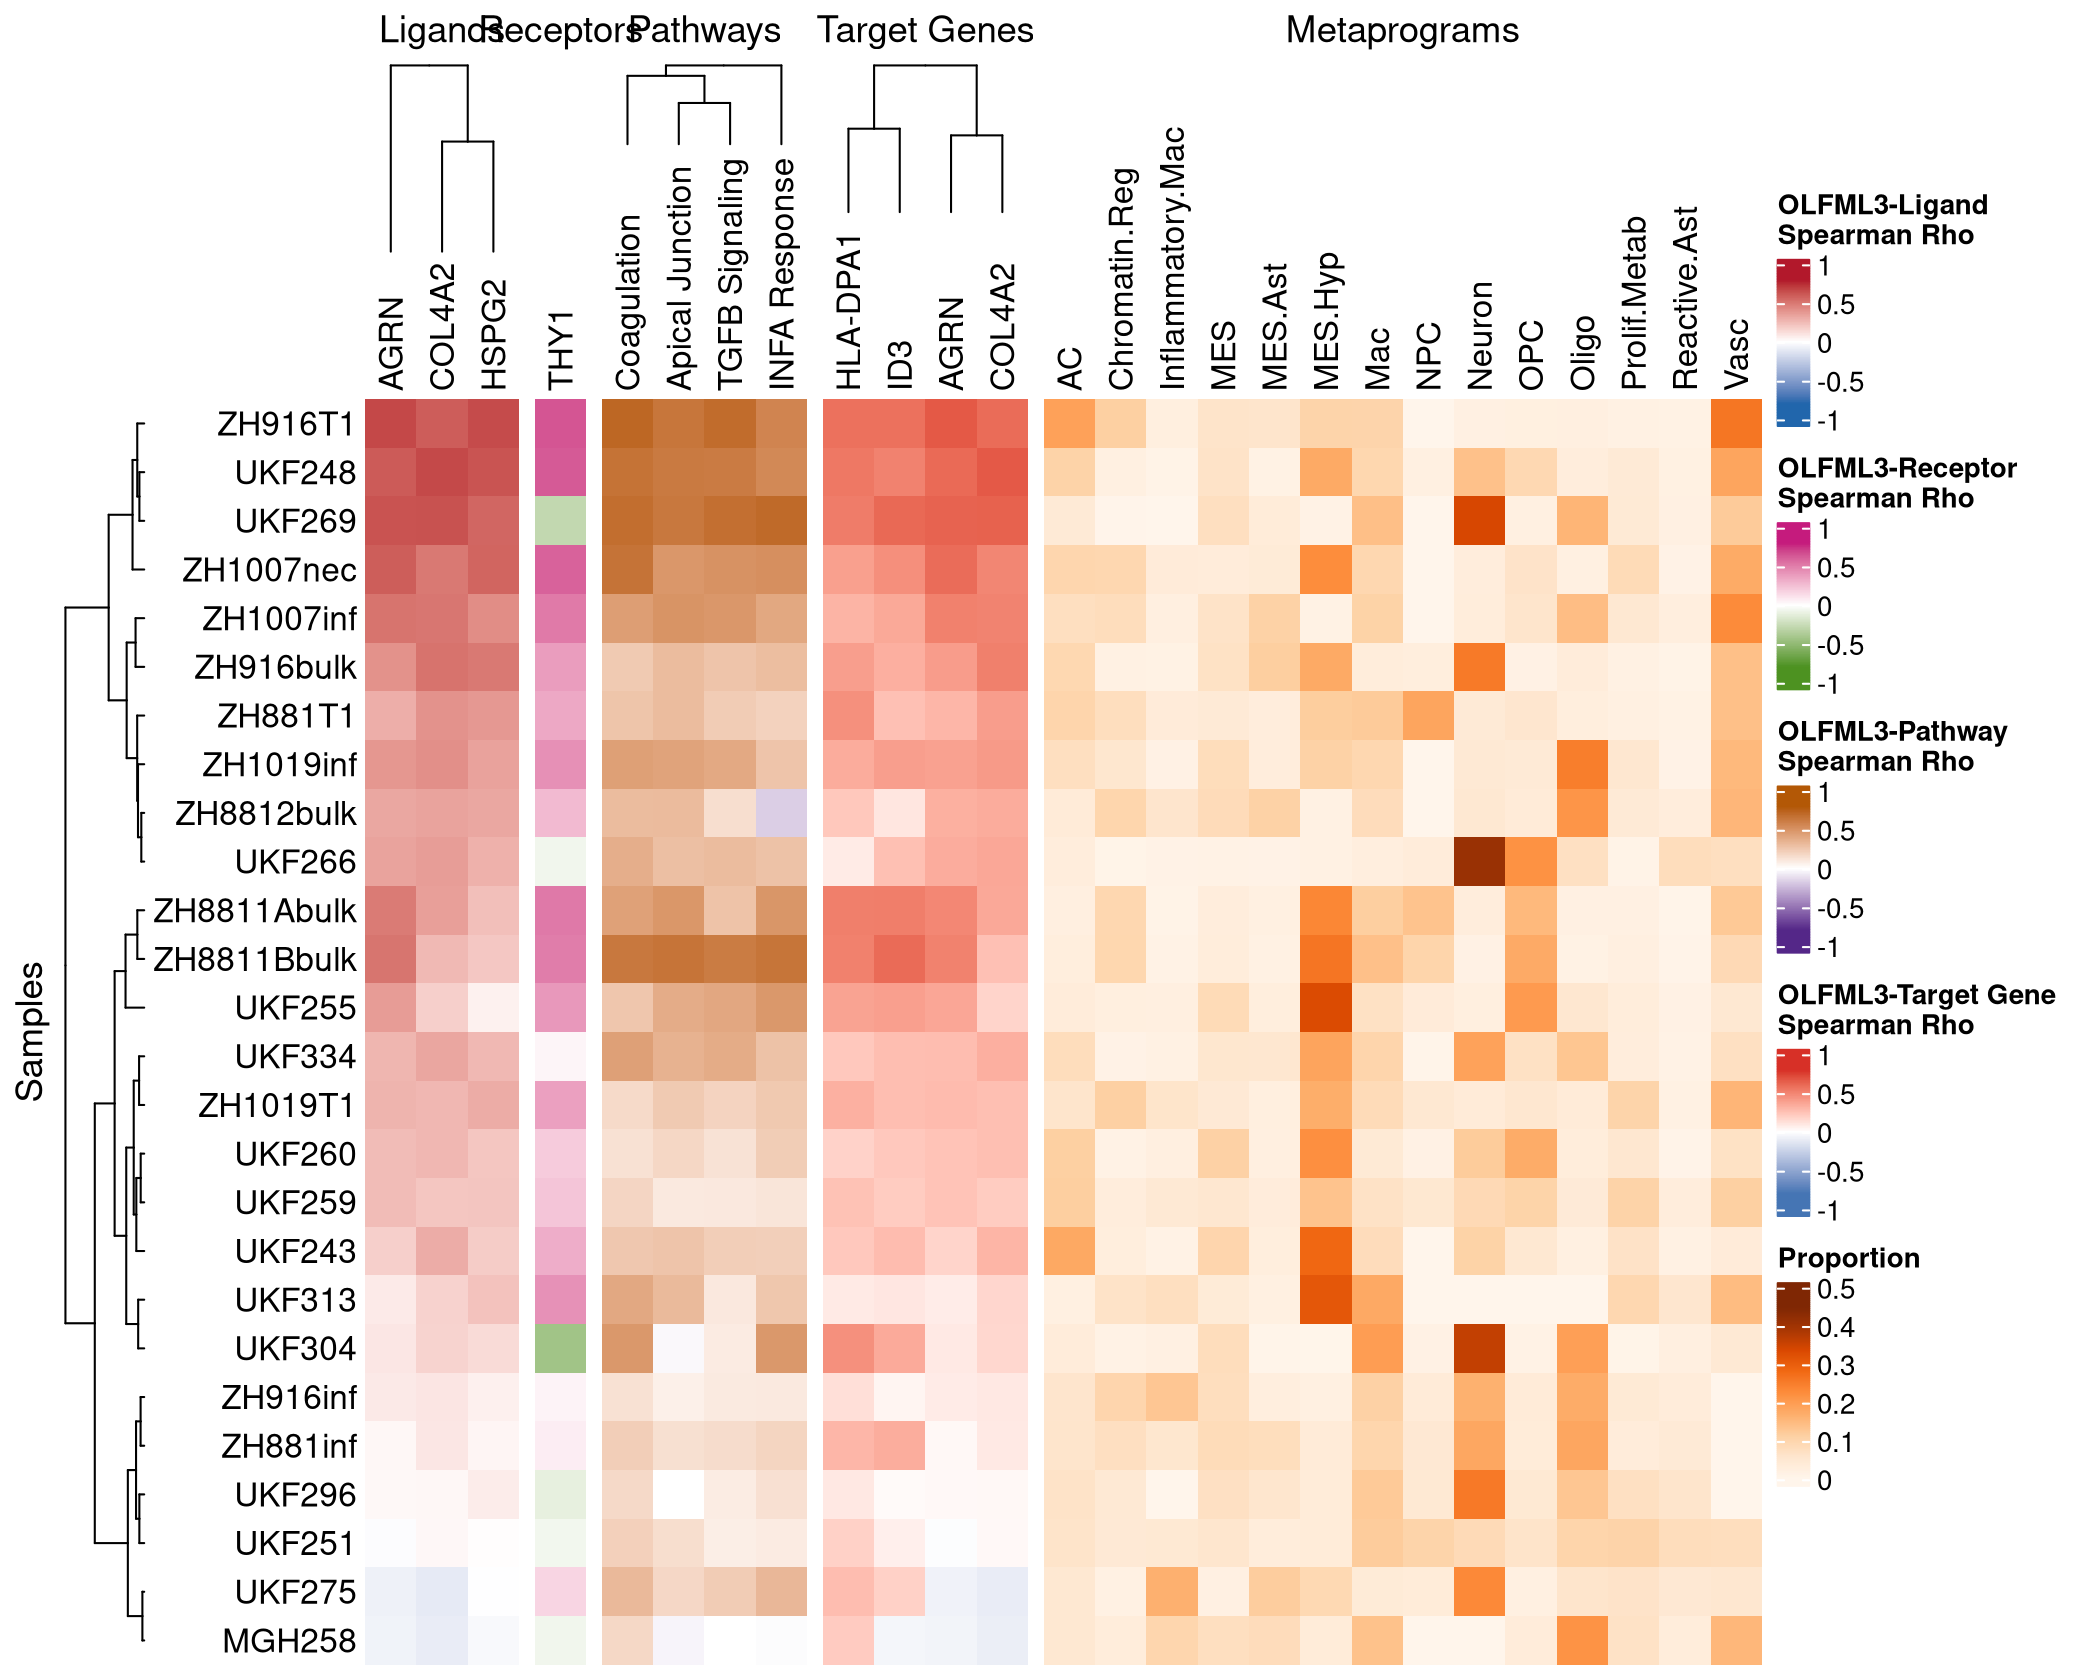 Ligands Receptors Pathways Target Genes Metaprograms
AGRN COL4A2 HSPG2 THY1 Coagulation Apical Junction TGFB Signaling INFA Response HLA-DPA1 ID3 AGRN COL4A2 AC Chromatin.Reg Inflammatory.Mac MES MES.Ast MES.Hyp Mac NPC Neuron OPC Oligo Prolif.Metab Reactive.Ast Vasc
Samples
ZH916T1
UKF248
UKF269
ZH1007nec
ZH1007inf
ZH916bulk
ZH881T1
ZH1019inf
ZH8812bulk
UKF266
ZH8811Abulk
ZH8811Bbulk
UKF255
UKF334
ZH1019T1
UKF260
UKF259
UKF243
UKF313
UKF304
ZH916inf
ZH881inf
UKF296
UKF251
UKF275
MGH258
OLFML3-Ligand
Spearman Rho
1
0.5
0
-0.5
-1
OLFML3-Receptor
Spearman Rho
1
0.5
0
-0.5
-1
OLFML3-Pathway
Spearman Rho
1
0.5
0
-0.5
-1
OLFML3-Target Gene
Spearman Rho
1
0.5
0
-0.5
-1
Proportion
0.5
0.4
0.3
0.2
0.1
0